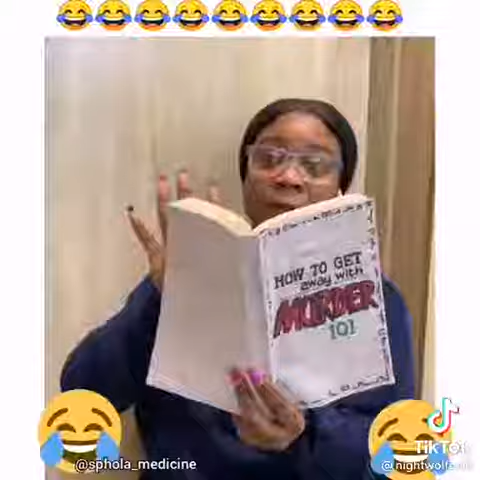 HOW TO GET
away with
MURDER
101
TikTok
@sphola_medicine